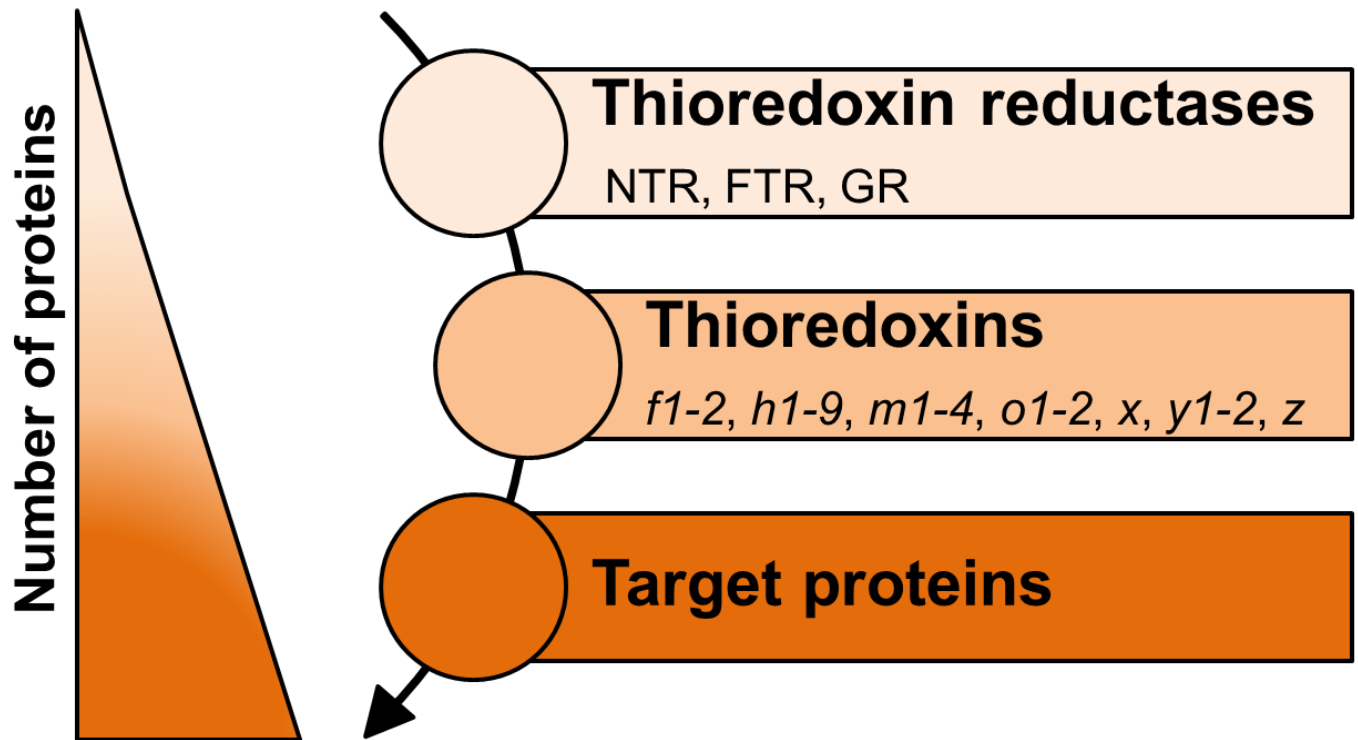 Number of proteins
Thioredoxin reductases
NTR, FTR, GR
Thioredoxins
f1-2, h1-9, m1-4, o1-2, x, y1-2, z
Target proteins